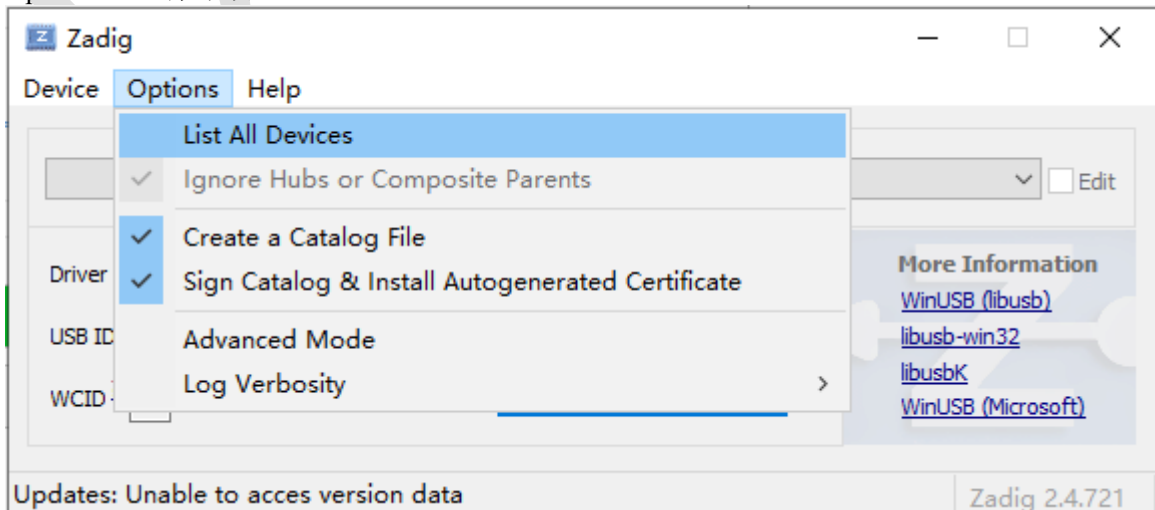 Zadig
Device Options Help
List All Devices
Ignore Hubs or Composite Parents
Edit
Create a Catalog File
Sign Catalog & Install Autogenerated Certificate
Driver
More Information
WinUSB (libusb)
USB ID
Advanced Mode
libusb-win32
Log Verbosity
libusbK
WCID
WinUSB (Microsoft)
Updates: Unable to acces version data
Zadig 2.4.721